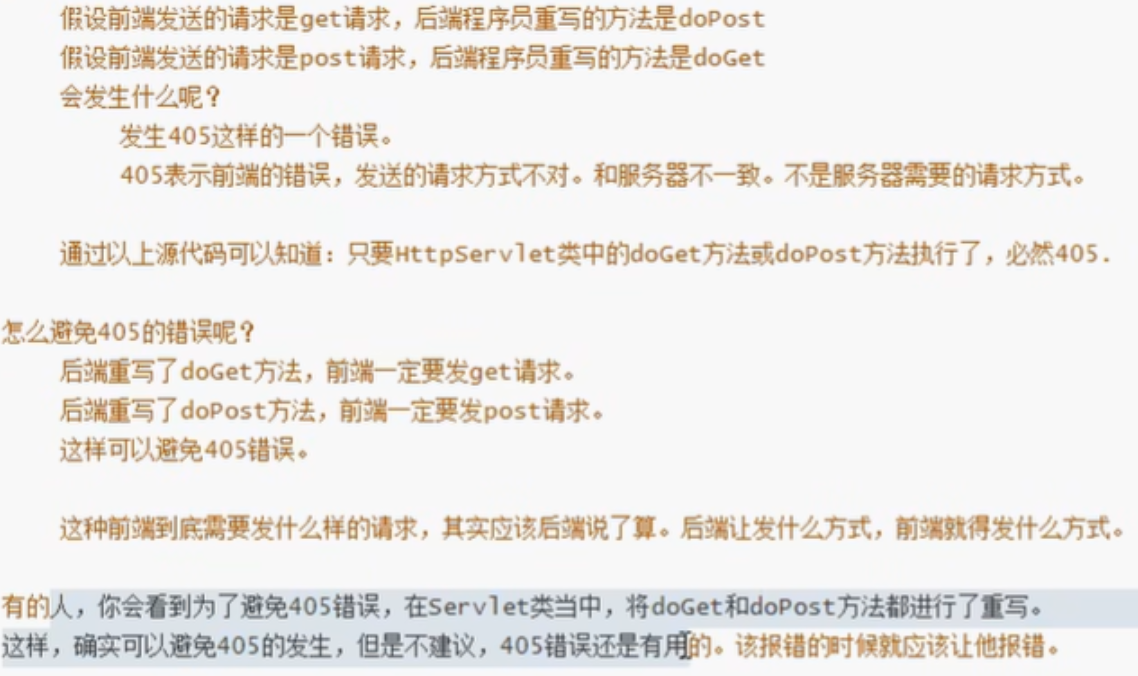 假设前端发送的请求是get请求，后端程序员重写的方法是doPost
假设前端发送的请求是post请求，后端程序员重写的方法是doGet
会发生什么呢？
发生405这样的一个错误。
405表示前端的错误，发送的请求方式不对。和服务器不一致。不是服务器需要的请求方式。
通过以上源代码可以知道：只要HttpServlet类中的doGet方法或doPost方法执行了，必然405.
怎么避免405的错误呢？
后端重写了doGet方法，前端一定要发get请求。
后端重写了doPost方法，前端一定要发post请求。
这样可以避免405错误。
这种前端到底需要发什么样的请求，其实应该后端说了算。后端让发什么方式，前端就得发什么方式。
有的人，你会看到为了避免405错误，在Servlet类当中，将doGet和doPost方法都进行了重写。
这样，确实可以避免405的发生，但是不建议，405错误还是有用的。该报错的时候就应该让他报错。